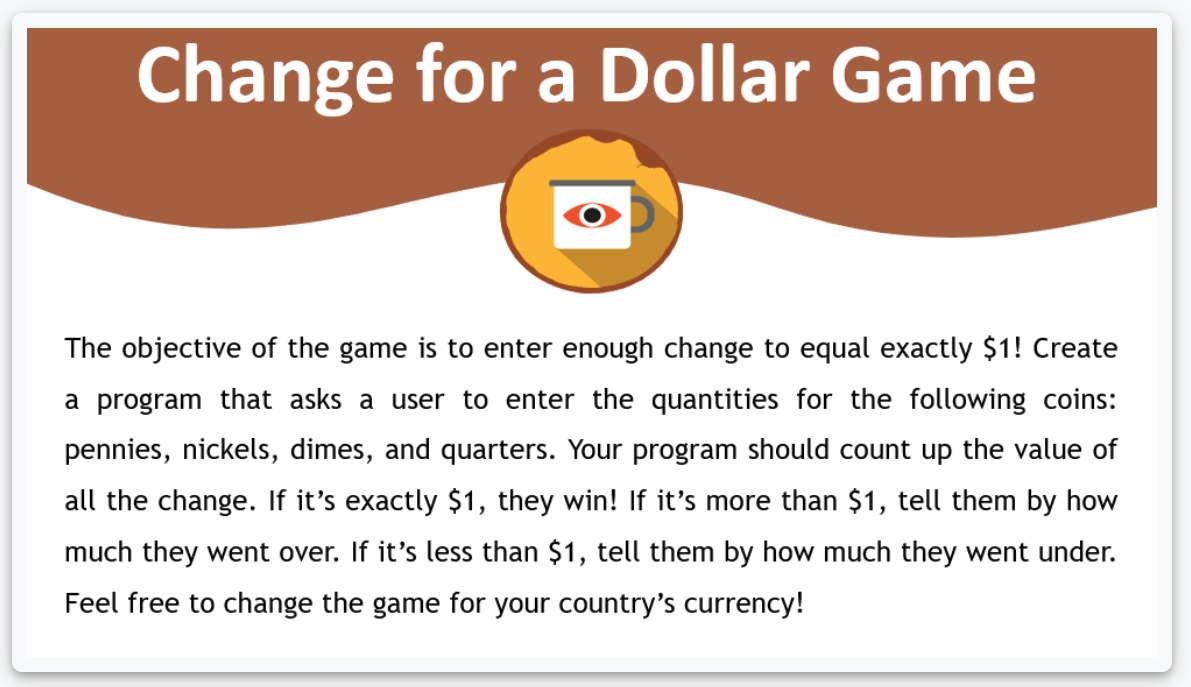 Change for a Dollar Game
The objective of the game is to enter enough change to equal exactly $1! Create
a program that asks a user to enter the quantities for the following coins:
pennies, nickels, dimes, and quarters. Your program should count up the value of
all the change. If it’s exactly $1, they win! If it’s more than $1, tell them by how
much they went over. If it’s less than $1, tell them by how much they went under.
Feel free to change the game for your country’s currency!